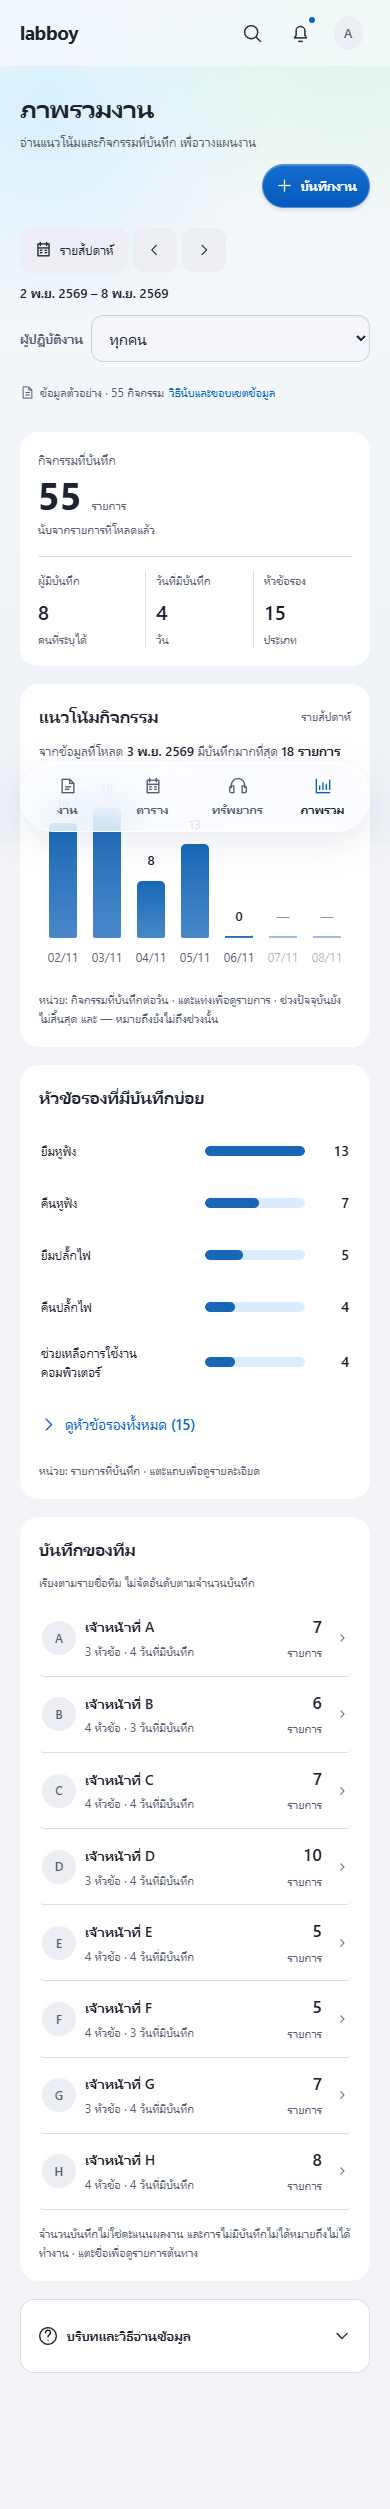 labboy
A
ภาพรวมงาน
อ่านแนวโน้มและกิจกรรมที่บันทึก เพื่อวางแผนงาน
บันทึกงาน
รายสัปดาห์
2 พ.ย. 2569 – 8 พ.ย. 2569
ผู้ปฏิบัติงาน ทุกคน
ข้อมูลตัวอย่าง · 55 กิจกรรม วิธีนับและขอบเขตข้อมูล
กิจกรรมที่บันทึก
55 รายการ
นับจากรายการที่โหลดแล้ว
ผู้มีบันทึก วันที่มีบันทึก หัวข้อรอง
8 4 15
คนที่ระบุได้ วัน ประเภท
แนวโน้มกิจกรรม รายสัปดาห์
จากข้อมูลที่โหลด 3 พ.ย. 2569 มีบันทึกมากที่สุด 18 รายการ
18
งาน ตาราง ทรัพยากร ภาพรวม
13
8
0 — —
02/11 03/11 04/11 05/11 06/11 07/11 08/11
หน่วย: กิจกรรมที่บันทึกต่อวัน · แตะแท่งเพื่อดูรายการ · ช่วงปัจจุบันยัง
ไม่สิ้นสุด และ — หมายถึงยังไม่ถึงช่วงนั้น
หัวข้อรองที่มีบันทึกบ่อย
ยืมหูฟัง 13
คืนหูฟัง 7
ยืมปลั๊กไฟ 5
คืนปลั๊กไฟ 4
ช่วยเหลือการใช้งาน
คอมพิวเตอร์ 4
ดูหัวข้อรองทั้งหมด (15)
หน่วย: รายการที่บันทึก · แตะแถบเพื่อดูรายละเอียด
บันทึกของทีม
เรียงตามรายชื่อทีม ไม่จัดอันดับตามจำนวนบันทึก
A เจ้าหน้าที่ A 7
3 หัวข้อ · 4 วันที่มีบันทึก รายการ
B เจ้าหน้าที่ B 6
4 หัวข้อ · 3 วันที่มีบันทึก รายการ
C เจ้าหน้าที่ C 7
4 หัวข้อ · 4 วันที่มีบันทึก รายการ
D เจ้าหน้าที่ D 10
3 หัวข้อ · 4 วันที่มีบันทึก รายการ
E เจ้าหน้าที่ E 5
4 หัวข้อ · 4 วันที่มีบันทึก รายการ
F เจ้าหน้าที่ F 5
4 หัวข้อ · 3 วันที่มีบันทึก รายการ
G เจ้าหน้าที่ G 7
3 หัวข้อ · 4 วันที่มีบันทึก รายการ
H เจ้าหน้าที่ H 8
4 หัวข้อ · 4 วันที่มีบันทึก รายการ
จำนวนบันทึกไม่ใช่คะแนนผลงาน และการไม่มีบันทึกไม่ได้หมายถึงไม่ได้
ทำงาน · แตะชื่อเพื่อดูรายการต้นทาง
บริบทและวิธีอ่านข้อมูล